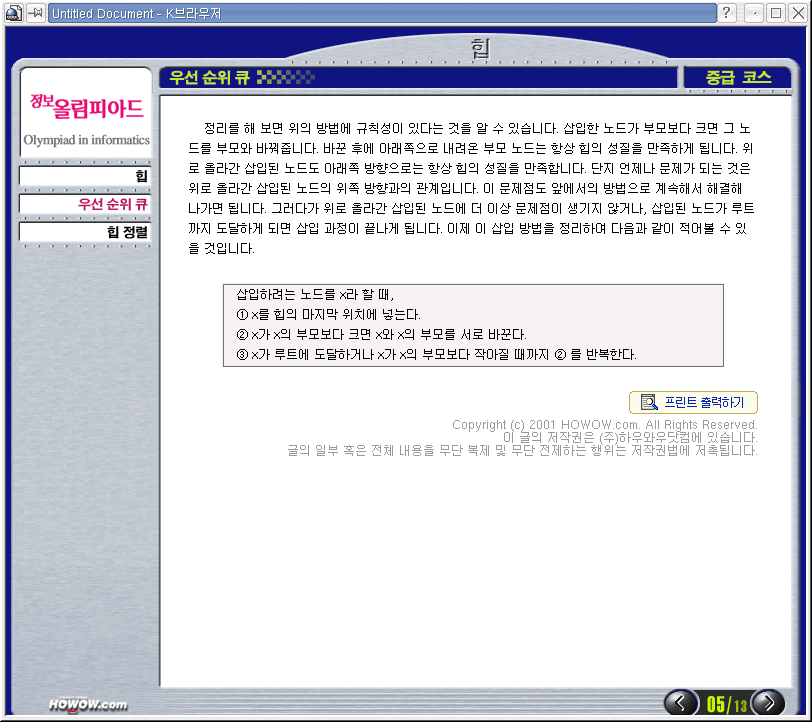 Untitled Document - K브라우저
힙
정보올림피아드
Olympiad in informatics
힙
우선 순위 큐
힙 정렬
우선 순위 큐
중급 코스
정리를 해 보면 위의 방법에 규칙성이 있다는 것을 알 수 있습니다. 삽입한 노드가 부모보다 크면 그 노
드를 부모와 바꿔줍니다. 바꾼 후에 아래쪽으로 내려온 부모 노드는 항상 힙의 성질을 만족하게 됩니다. 위
로 올라간 삽입된 노드도 아래쪽 방향으로는 항상 힙의 성질을 만족합니다. 단지 언제나 문제가 되는 것은
위로 올라간 삽입된 노드의 위쪽 방향과의 관계입니다. 이 문제점도 앞에서의 방법으로 계속해서 해결해
나가면 됩니다. 그러다가 위로 올라간 삽입된 노드에 더 이상 문제점이 생기지 않거나, 삽입된 노드가 루트
까지 도달하게 되면 삽입 과정이 끝나게 됩니다. 이제 이 삽입 방법을 정리하여 다음과 같이 적어볼 수 있
을 것입니다.
삽입하려는 노드를 x라 할 때,
① x를 힙의 마지막 위치에 넣는다.
② x가 x의 부모보다 크면 x와 x의 부모를 서로 바꾼다.
③ x가 루트에 도달하거나 x가 x의 부모보다 작아질 때까지 ② 를 반복한다.
프린트 출력하기
Copyright (c) 2001 HOWOW.com. All Rights Reserved.
이 글의 저작권은 (주)하우와우닷컴에 있습니다.
글의 일부 혹은 전체 내용을 무단 복제 및 무단 전제하는 행위는 저작권법에 저촉됩니다.
HOWOW.com
05/13